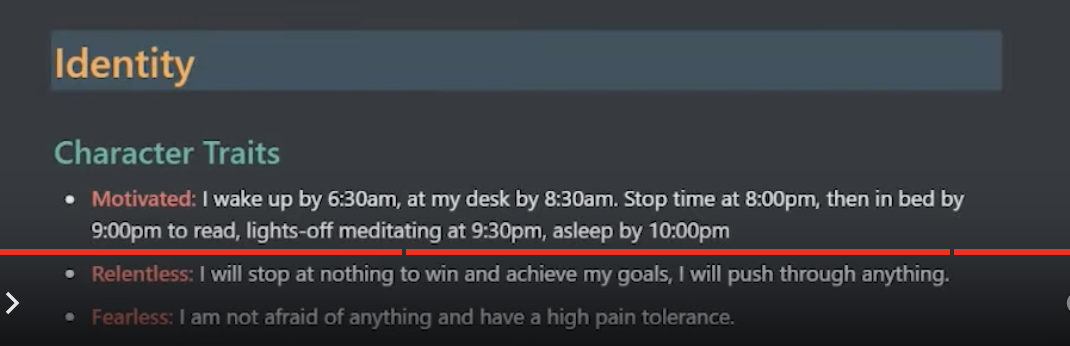 Identity
Character Traits
• Motivated: I wake up by 6:30am, at my desk by 8:30am. Stop time at 8:00pm, then in bed by
9:00pm to read, lights-off meditating at 9:30pm, asleep by 10:00pm
• Relentless: I will stop at nothing to win and achieve my goals, I will push through anything.
• Fearless: I am not afraid of anything and have a high pain tolerance.